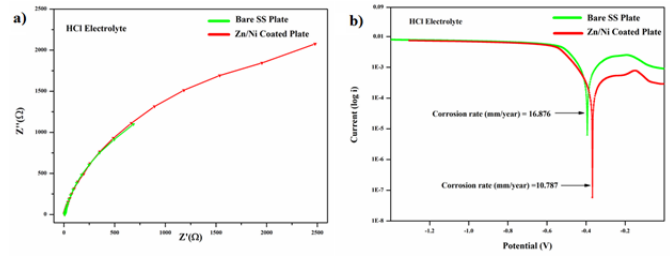 a)
HCl Electrolyte
Bare SS Plate
Zn/Ni Coated Plate
2500
2000
1500
1000
500
0
Z''(Ω)
0 500 1000 1500 2000 2500
Z'(Ω)
b)
HCl Electrolyte
Bare SS Plate
Zn/Ni Coated Plate
0.1
0.01
1E-3
1E-4
1E-5
1E-6
1E-7
1E-8
Current (log i)
Corrosion rate (mm/year) = 16.876
Corrosion rate (mm/year) =10.787
-1.2 -1.0 -0.8 -0.6 -0.4 -0.2
Potential (V)